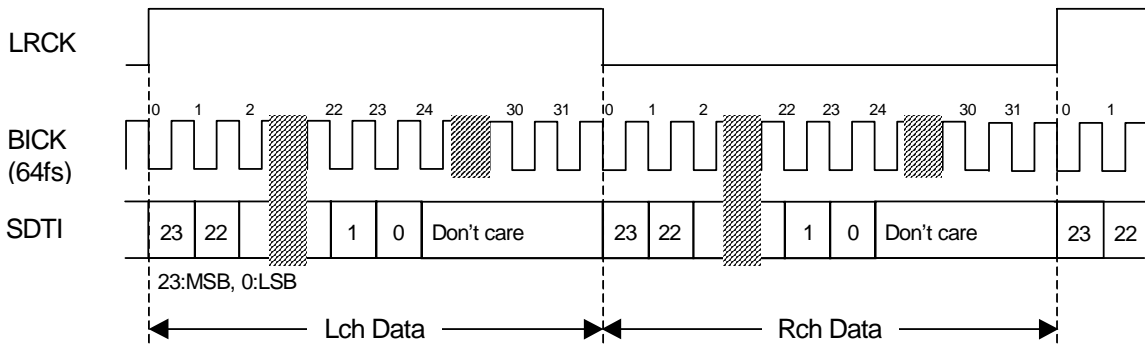 LRCK
0 1 2 22 23 24 30 31 0 1 2 22 23 24 30 31 0 1
BICK
(64fs)
SDTI 23 22 1 0 Don't care 23 22 1 0 Don't care 23 22
23:MSB, 0:LSB
Lch Data Rch Data